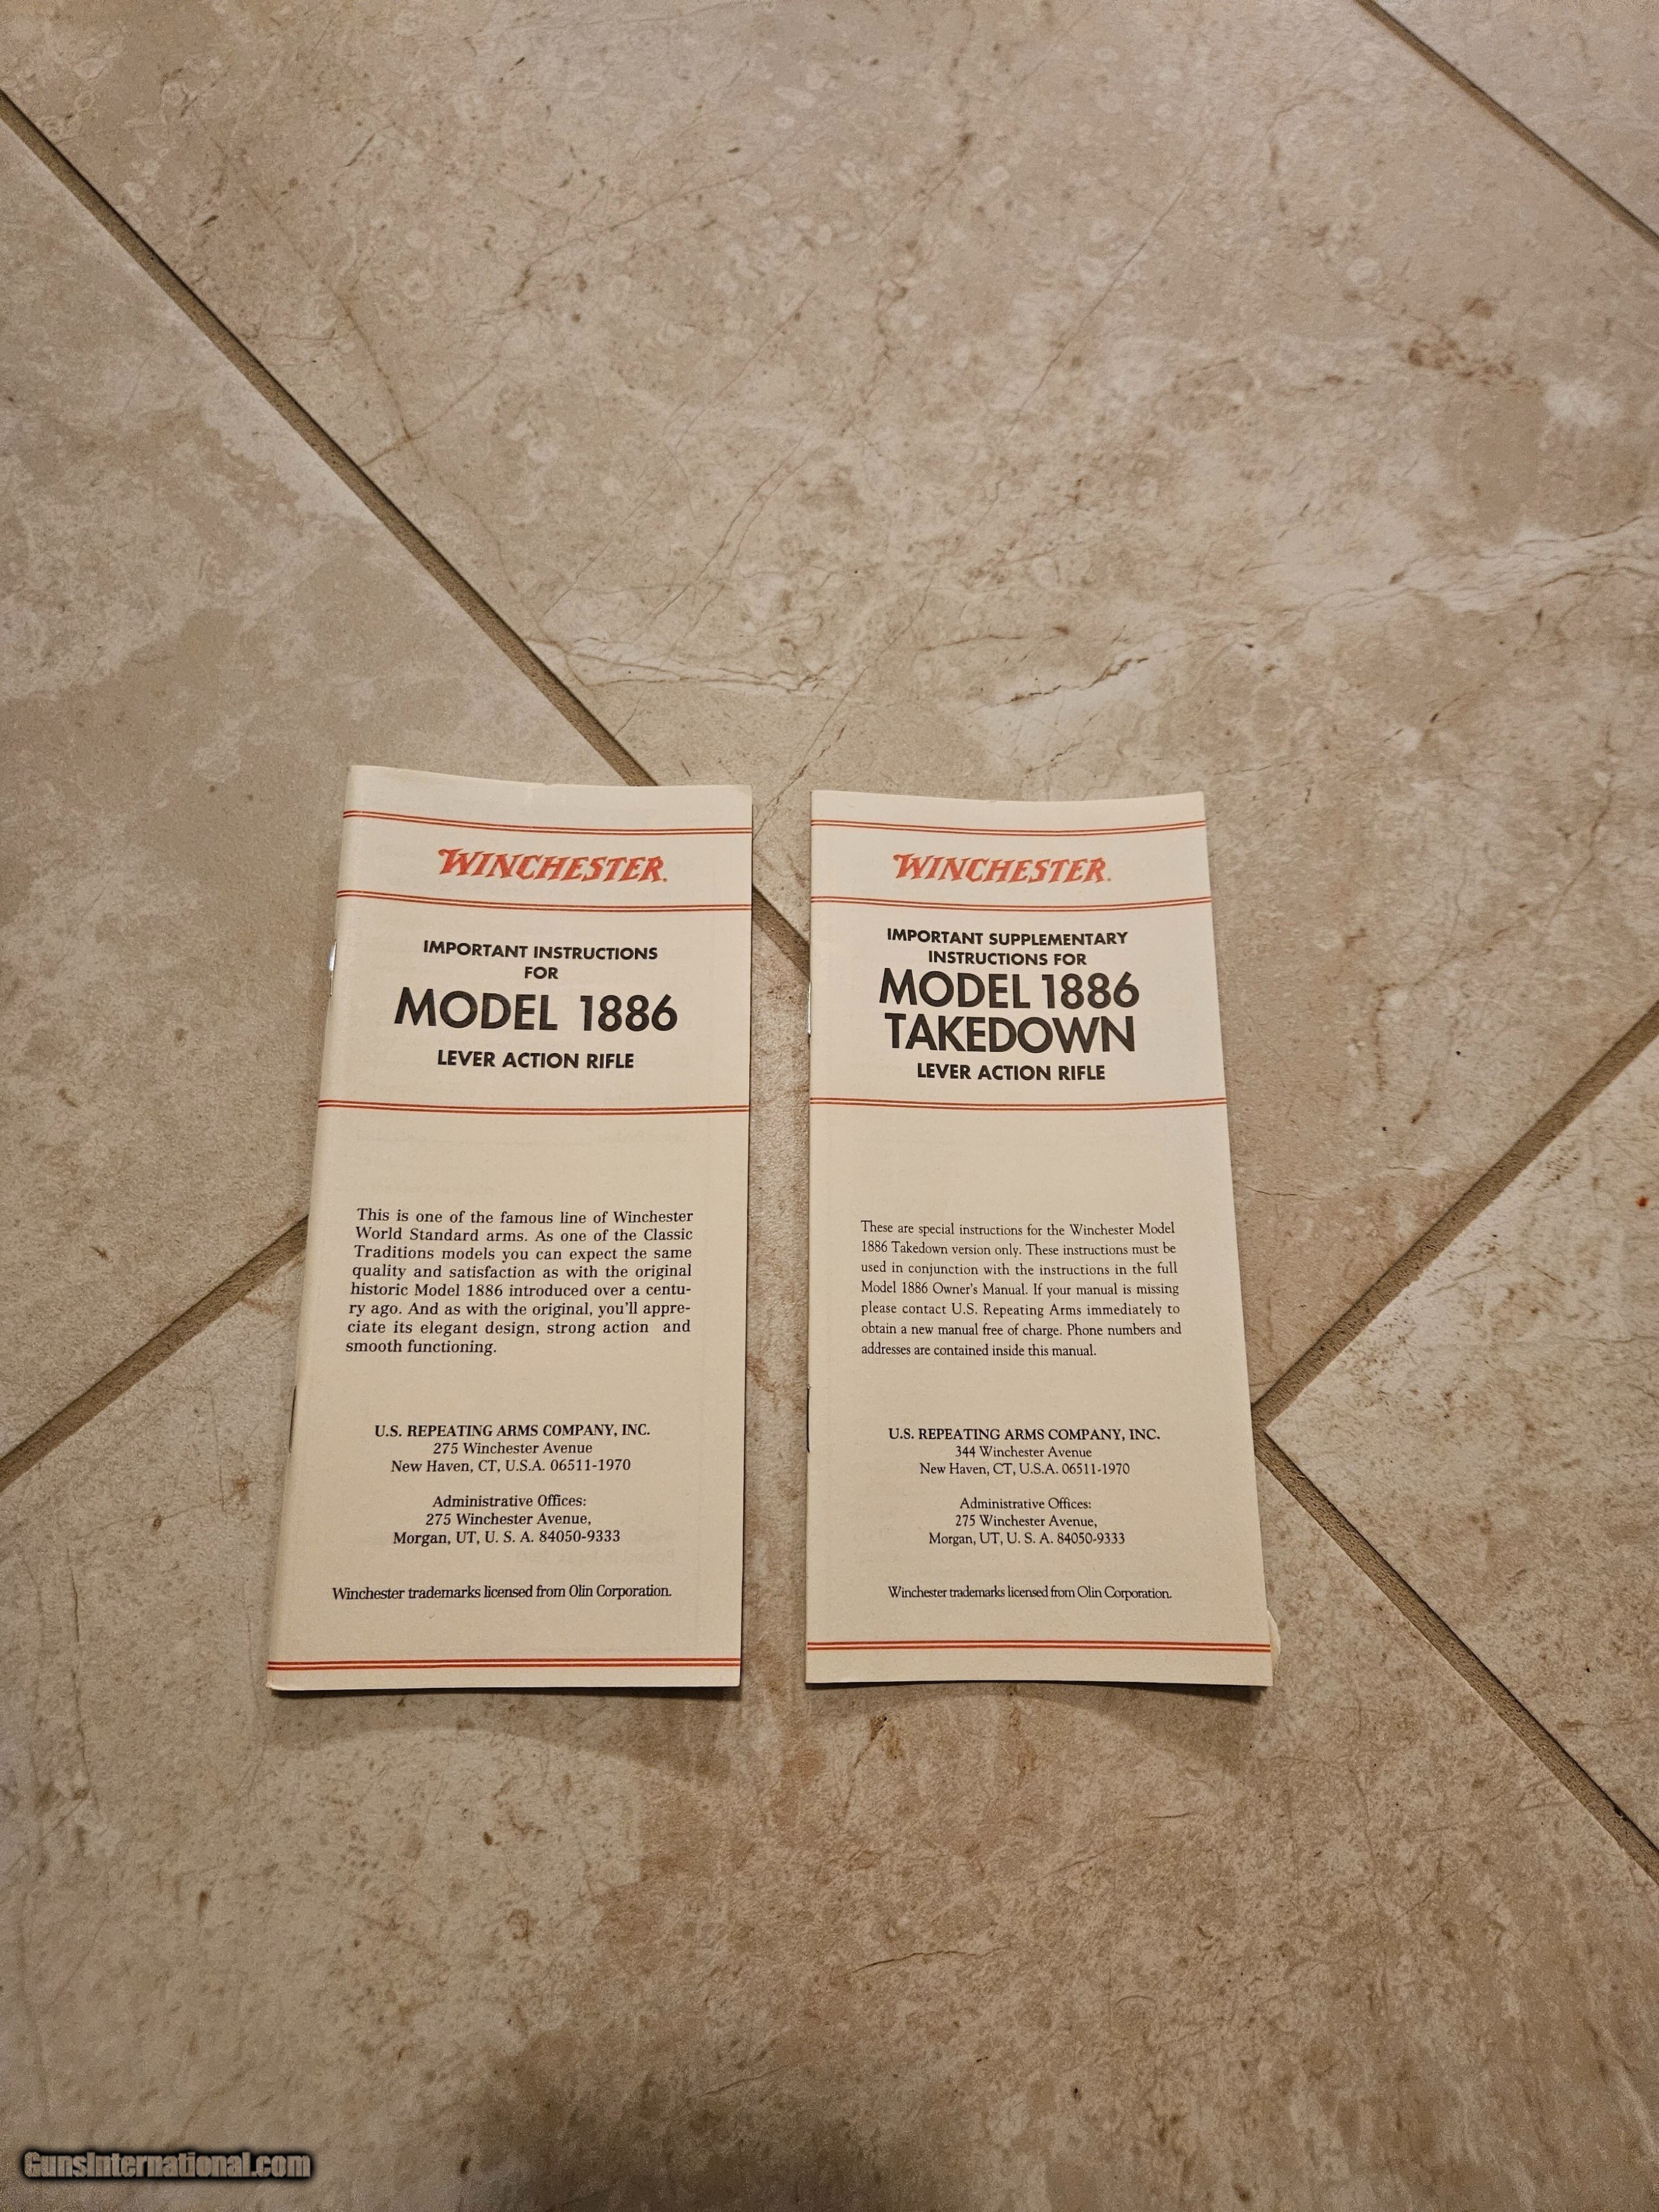 WINCHESTER.
IMPORTANT INSTRUCTIONS
FOR
MODEL 1886
LEVER ACTION RIFLE
This is one of the famous line of Winchester
World Standard arms. As one of the Classic
Traditions models you can expect the same
quality and satisfaction as with the original
historic Model 1886 introduced over a centu-
ry ago. And as with the original, you'll appre-
ciate its elegant design, strong action and
smooth functioning.
U.S. REPEATING ARMS COMPANY, INC.
275 Winchester Avenue
New Haven, CT, U.S.A. 06511-1970
Administrative Offices:
275 Winchester Avenue,
Morgan, UT, U. S. A. 84050-9333
Winchester trademarks licensed from Olin Corporation.
WINCHESTER.
IMPORTANT SUPPLEMENTARY
INSTRUCTIONS FOR
MODEL 1886
TAKEDOWN
LEVER ACTION RIFLE
These are special instructions for the Winchester Model
1886 Takedown version only. These instructions must be
used in conjunction with the instructions in the full
Model 1886 Owner's Manual. If your manual is missing
please contact U.S. Repeating Arms immediately to
obtain a new manual free of charge. Phone numbers and
addresses are contained inside this manual.
U.S. REPEATING ARMS COMPANY, INC.
344 Winchester Avenue
New Haven, CT, U.S.A. 06511-1970
Administrative Offices:
275 Winchester Avenue,
Morgan, UT, U. S. A. 84050-9333
Winchester trademarks licensed from Olin Corporation.
GunsInternational.com